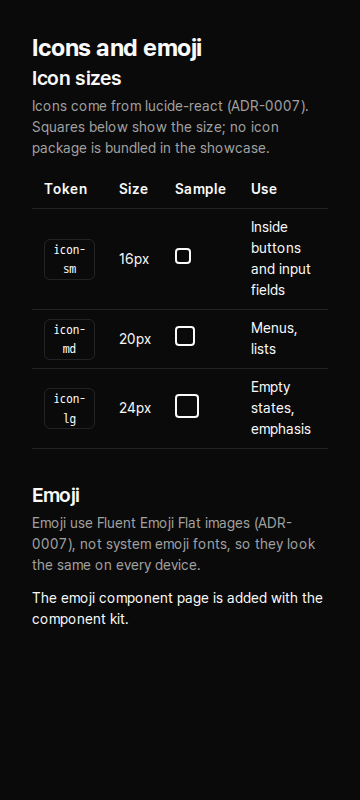 Icons and emoji
Icon sizes
Icons come from lucide-react (ADR-0007).
Squares below show the size; no icon
package is bundled in the showcase.
Token Size Sample Use
icon-sm 16px Inside buttons and input fields
icon-md 20px Menus, lists
icon-lg 24px Empty states, emphasis
Emoji
Emoji use Fluent Emoji Flat images (ADR-
0007), not system emoji fonts, so they look
the same on every device.
The emoji component page is added with the
component kit.